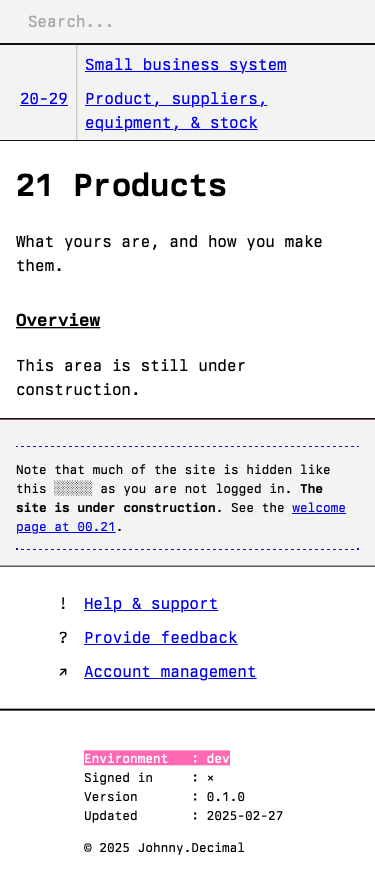 Search...
Small business system
20-29 Product, suppliers,
equipment, & stock
21 Products
What yours are, and how you make
them.
Overview
This area is still under
construction.
Note that much of the site is hidden like
this ░░░░░ as you are not logged in. The
site is under construction. See the welcome
page at 00.21.
! Help & support
? Provide feedback
↗ Account management
Environment : dev
Signed in : ×
Version : 0.1.0
Updated : 2025-02-27
© 2025 Johnny.Decimal